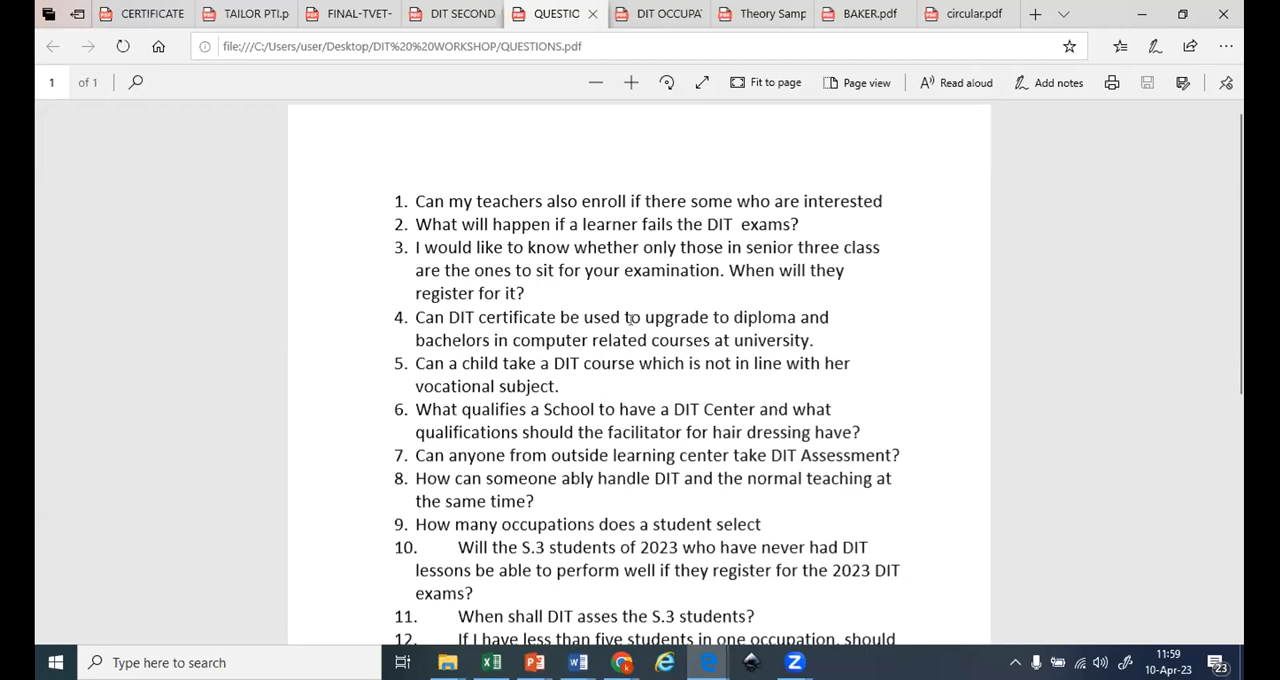 CERTIFICATE
TAILOR PTI.p
FINAL-TVET-
DIT SECOND
QUESTIO
DIT OCCUPA
Theory Samp
BAKER.pdf
circular.pdf
file:///C:/Users/user/Desktop/DIT%20%20WORKSHOP/QUESTIONS.pdf
1 of 1
Fit to page
Page view
Read aloud
Add notes
1. Can my teachers also enroll if there some who are interested
2. What will happen if a learner fails the DIT exams?
3. I would like to know whether only those in senior three class
are the ones to sit for your examination. When will they
register for it?
4. Can DIT certificate be used to upgrade to diploma and
bachelors in computer related courses at university.
5. Can a child take a DIT course which is not in line with her
vocational subject.
6. What qualifies a School to have a DIT Center and what
qualifications should the facilitator for hair dressing have?
7. Can anyone from outside learning center take DIT Assessment?
8. How can someone ably handle DIT and the normal teaching at
the same time?
9. How many occupations does a student select
10. Will the S.3 students of 2023 who have never had DIT
lessons be able to perform well if they register for the 2023 DIT
exams?
11. When shall DIT asses the S.3 students?
12. If I have less than five students in one occupation, should
Type here to search
11:59
10-Apr-23
23